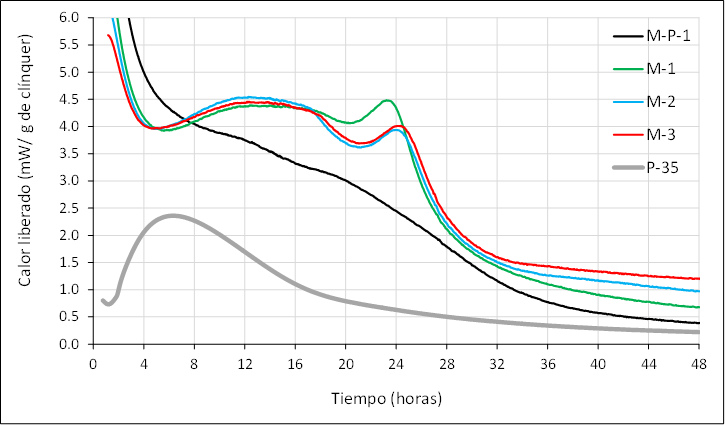 Calor liberado (mW/ g de clínquer)
6.0
5.5
5.0
4.5
4.0
3.5
3.0
2.5
2.0
1.5
1.0
0.5
0.0
0 4 8 12 16 20 24 28 32 36 40 44 48
Tiempo (horas)
M-P-1
M-1
M-2
M-3
P-35